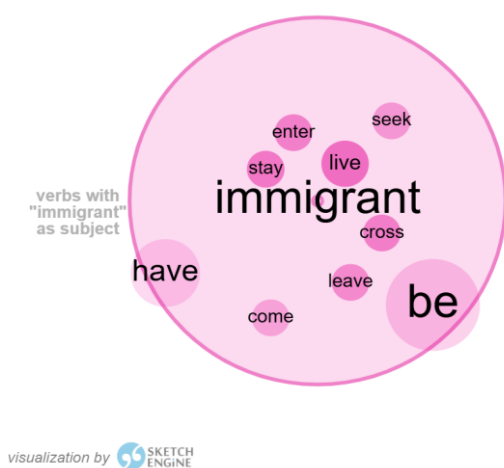 seek
enter
live
stay
verbs with
"immigrant"
as subject
immigrant
cross
have
leave
be
come
visualization by SKETCH
ENGINE